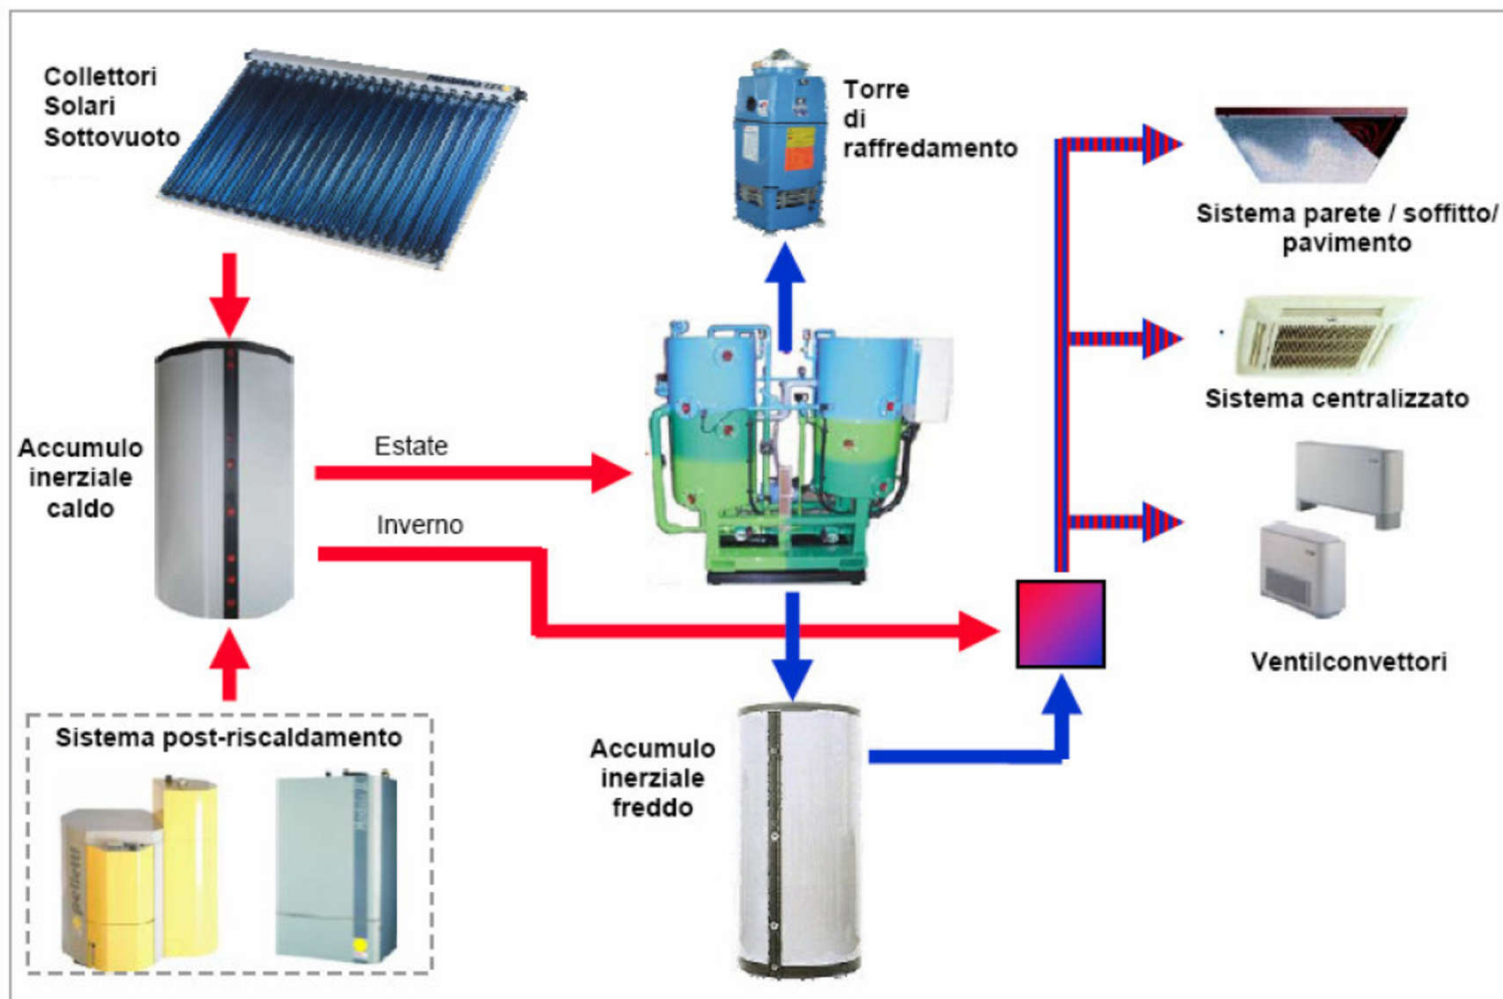 Collettori
Solari
Sottovuoto
Torre
di
raffredamento
Sistema parete / soffitto/
pavimento
Sistema centralizzato
Ventilconvettori
Accumulo
inerziale
caldo
Estate
Inverno
Sistema post-riscaldamento
pelletti
Accumulo
inerziale
freddo